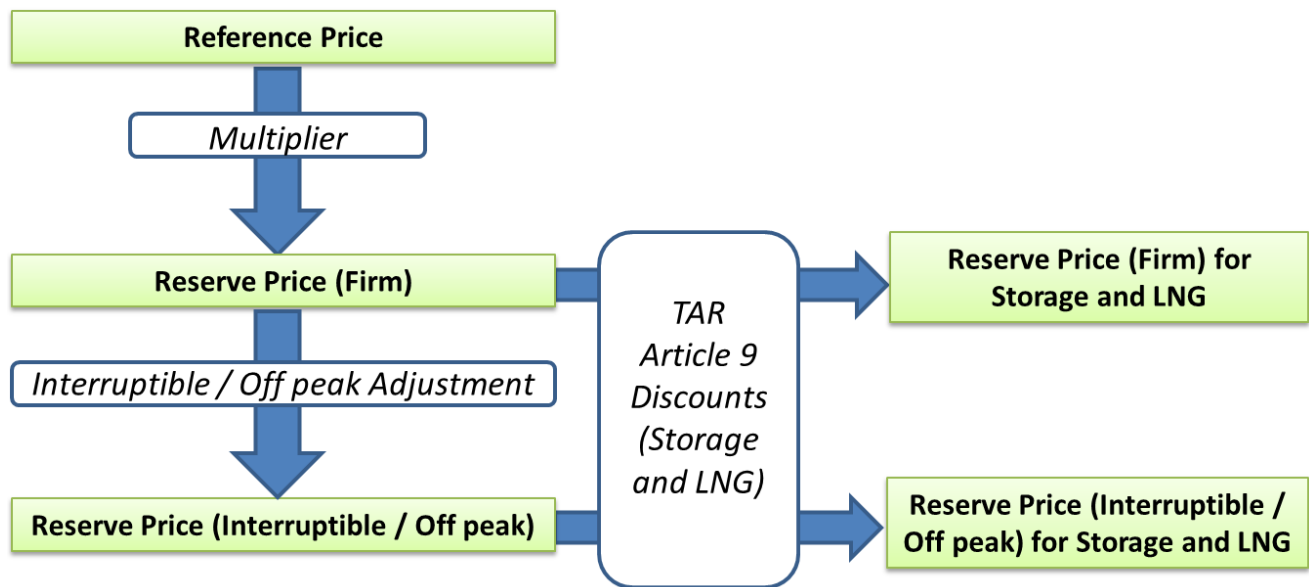 Reference Price
Multiplier
Reserve Price (Firm)
Interruptible / Off peak Adjustment
Reserve Price (Interruptible / Off peak)
TAR
Article 9
Discounts
(Storage
and LNG)
Reserve Price (Firm) for
Storage and LNG
Reserve Price (Interruptible /
Off peak) for Storage and LNG